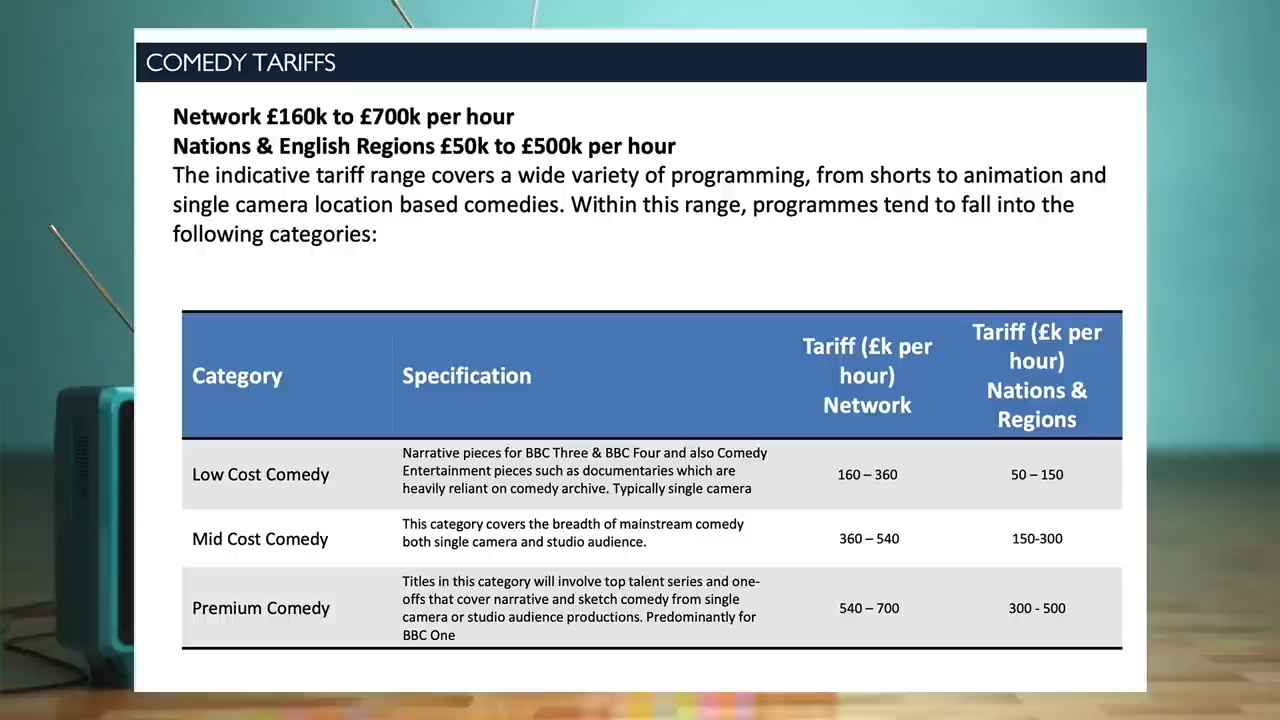 COMEDY TARIFFS
Network £160k to £700k per hour
Nations & English Regions £50k to £500k per hour
The indicative tariff range covers a wide variety of programming, from shorts to animation and
single camera location based comedies. Within this range, programmes tend to fall into the
following categories:
Category
Specification
Tariff (£k per
hour)
Network
Tariff (£k per
hour)
Nations &
Regions
Low Cost Comedy
Narrative pieces for BBC Three & BBC Four and also Comedy
Entertainment pieces such as documentaries which are
heavily reliant on comedy archive. Typically single camera
160 – 360
50 – 150
Mid Cost Comedy
This category covers the breadth of mainstream comedy
both single camera and studio audience.
360 – 540
150-300
Premium Comedy
Titles in this category will involve top talent series and one-
offs that cover narrative and sketch comedy from single
camera or studio audience productions. Predominantly for
BBC One
540 – 700
300 - 500